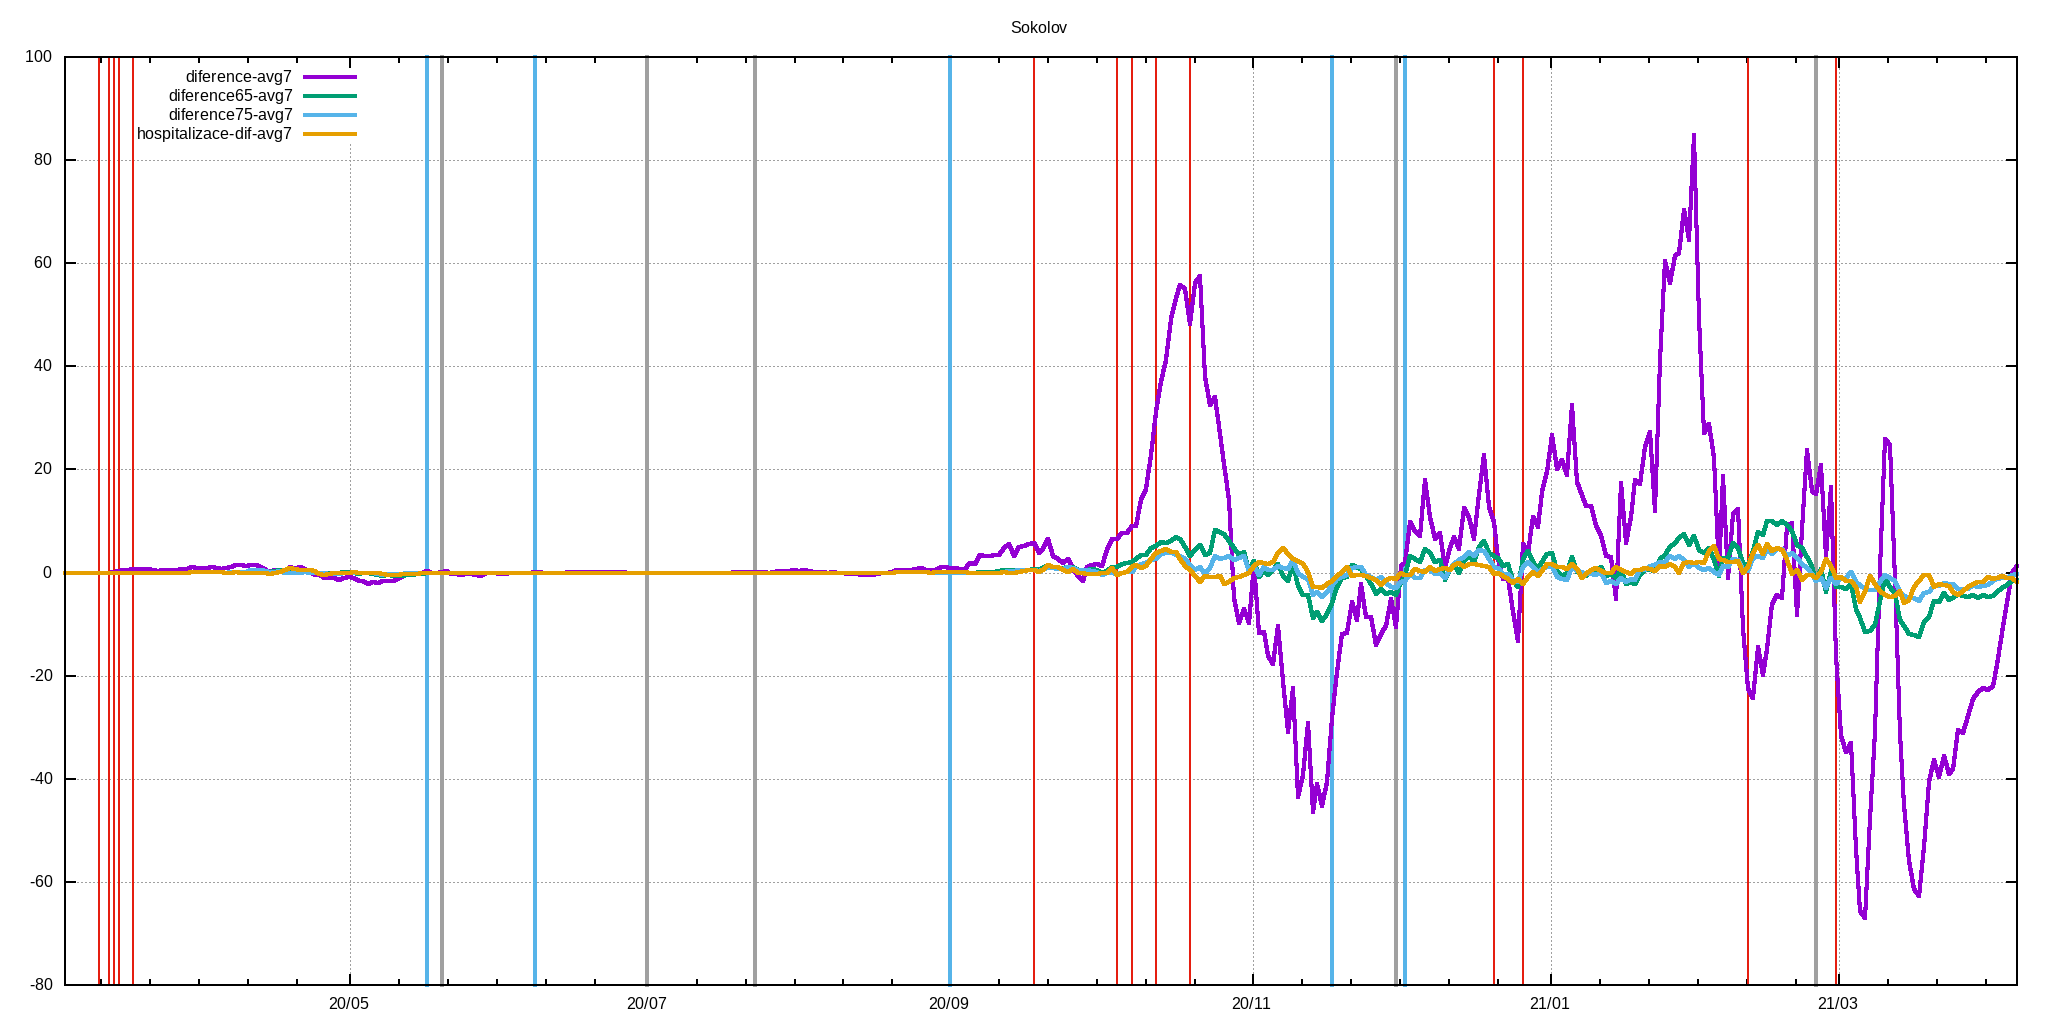 Sokolov
diference-avg7
diference65-avg7
diference75-avg7
hospitalizace-dif-avg7
100
80
60
40
20
0
-20
-40
-60
-80
20/05 20/07 20/09 20/11 21/01 21/03